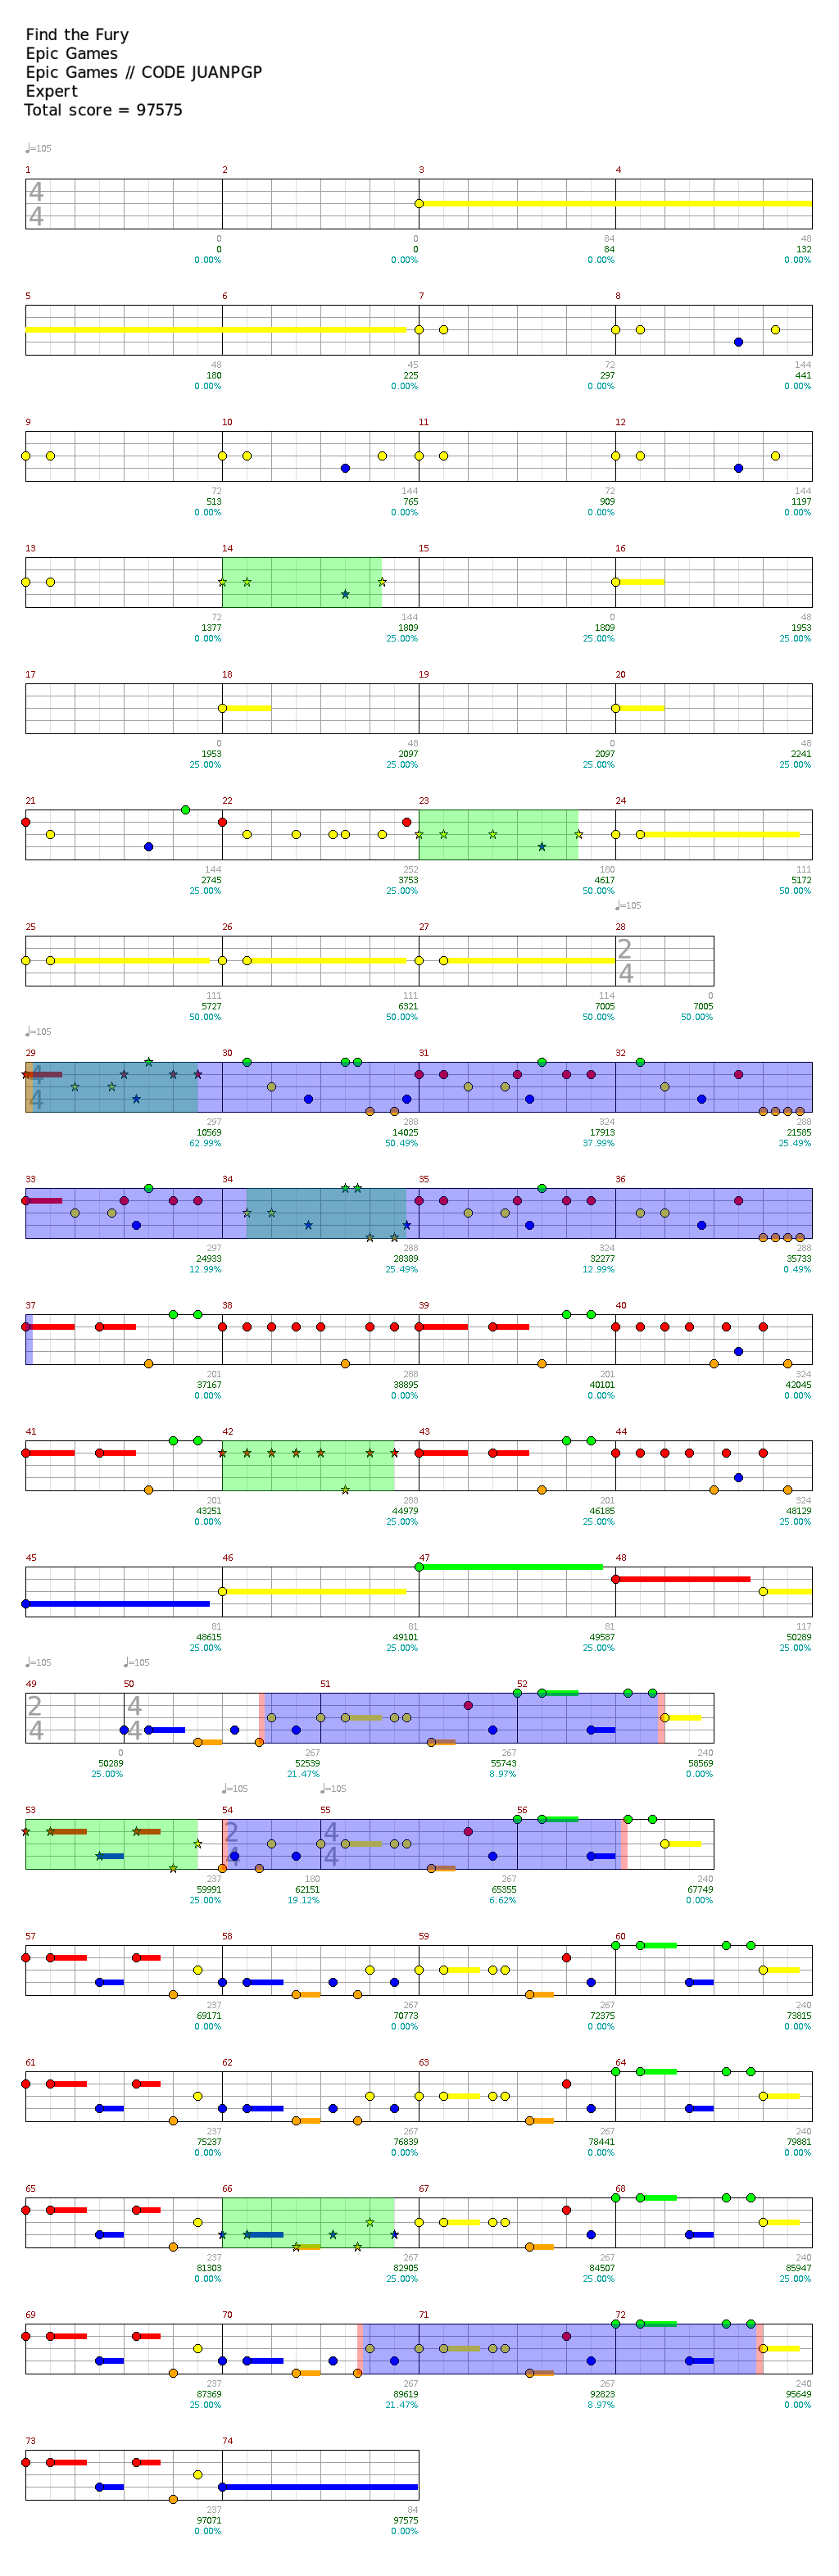 Find the Fury
Epic Games
Epic Games // CODE JUANPGP
Expert
Total score = 97575
♩=105
1 2 3 4
4
4
0 0 84 48
0 0 84 132
0.00% 0.00% 0.00% 0.00%
5 6 7 8
48 45 72 144
180 225 297 441
0.00% 0.00% 0.00% 0.00%
9 10 11 12
72 144 72 144
513 765 909 1197
0.00% 0.00% 0.00% 0.00%
13 14 15 16
72 144 0 48
1377 1809 1809 1953
0.00% 25.00% 25.00% 25.00%
17 18 19 20
0 48 0 48
1953 2097 2097 2241
25.00% 25.00% 25.00% 25.00%
21 22 23 24
144 252 180 111
2745 3753 4617 5172
25.00% 25.00% 50.00% 50.00%
♩=105
25 26 27 28
2
4
111 111 114 0
5727 6321 7005 7005
50.00% 50.00% 50.00% 50.00%
♩=105
29 30 31 32
4
4
297 288 324 288
10569 14025 17913 21585
62.99% 50.49% 37.99% 25.49%
33 34 35 36
297 288 324 288
24933 28389 32277 35733
12.99% 25.49% 12.99% 0.49%
37 38 39 40
201 288 201 324
37167 38895 40101 42045
0.00% 0.00% 0.00% 0.00%
41 42 43 44
201 288 201 324
43251 44979 46185 48129
0.00% 25.00% 25.00% 25.00%
45 46 47 48
81 81 81 117
48615 49101 49587 50289
25.00% 25.00% 25.00% 25.00%
♩=105 ♩=105
49 50 51 52
2 4
4 4
0 267 267 240
50289 52539 55743 58569
25.00% 21.47% 8.97% 0.00%
♩=105 ♩=105
53 54 55 56
2 4
4 4
237 180 267 240
59991 62151 65355 67749
25.00% 19.12% 6.62% 0.00%
57 58 59 60
237 267 267 240
69171 70773 72375 73815
0.00% 0.00% 0.00% 0.00%
61 62 63 64
237 267 267 240
75237 76839 78441 79881
0.00% 0.00% 0.00% 0.00%
65 66 67 68
237 267 267 240
81303 82905 84507 85947
0.00% 25.00% 25.00% 25.00%
69 70 71 72
237 267 267 240
87369 89619 92823 95649
25.00% 21.47% 8.97% 0.00%
73 74
237 84
97071 97575
0.00% 0.00%